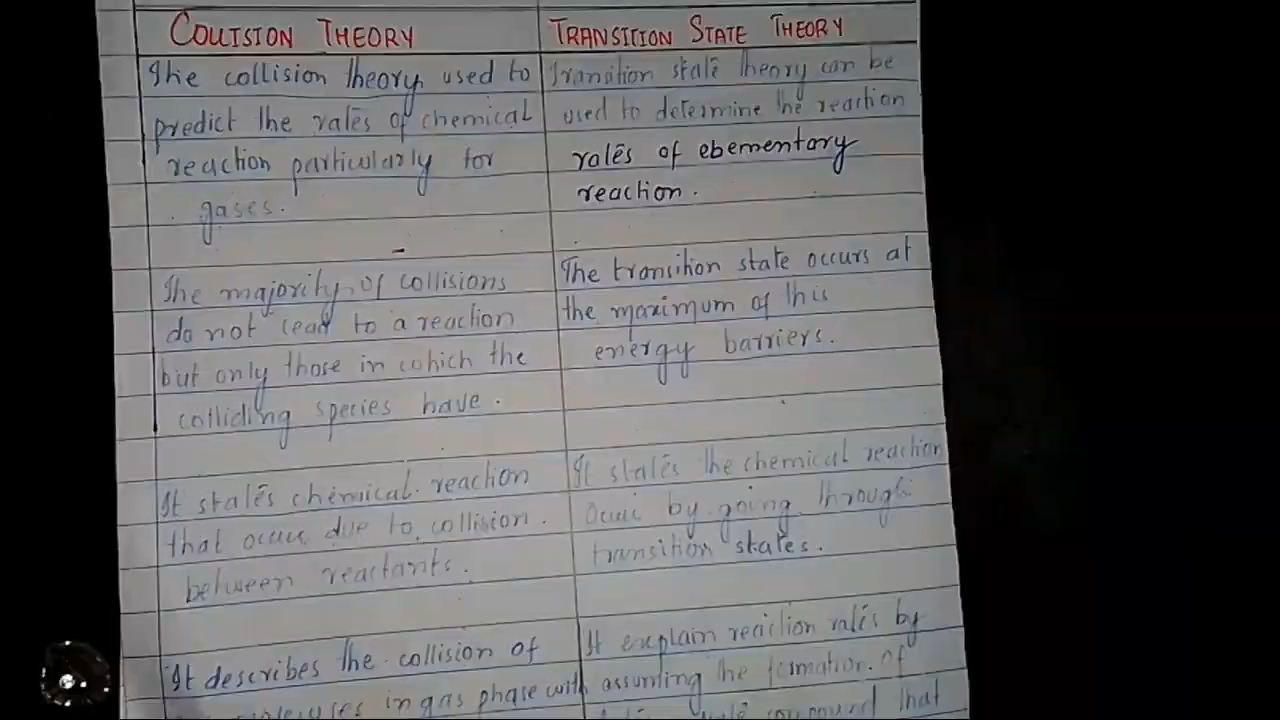 COLLISION THEORY
The collision theory used to
predict the rates of chemical
reaction particularly for
gases.
The majority of collisions
do not lead to a reaction
but only those in which the
colliding species have.
It states chemical reaction
that occur due to collision.
between reactants.
It describes the collision of
in gas phase with
TRANSITION STATE THEORY
Transition state theory can be
used to determine the reaction
rates of ebementory
reaction.
The transition state occurs at
the maximum of this
energy barriers.
It states the chemical reaction
occur by going through
transition states.
It explain reaction rates by
assuming the formation of
compound that